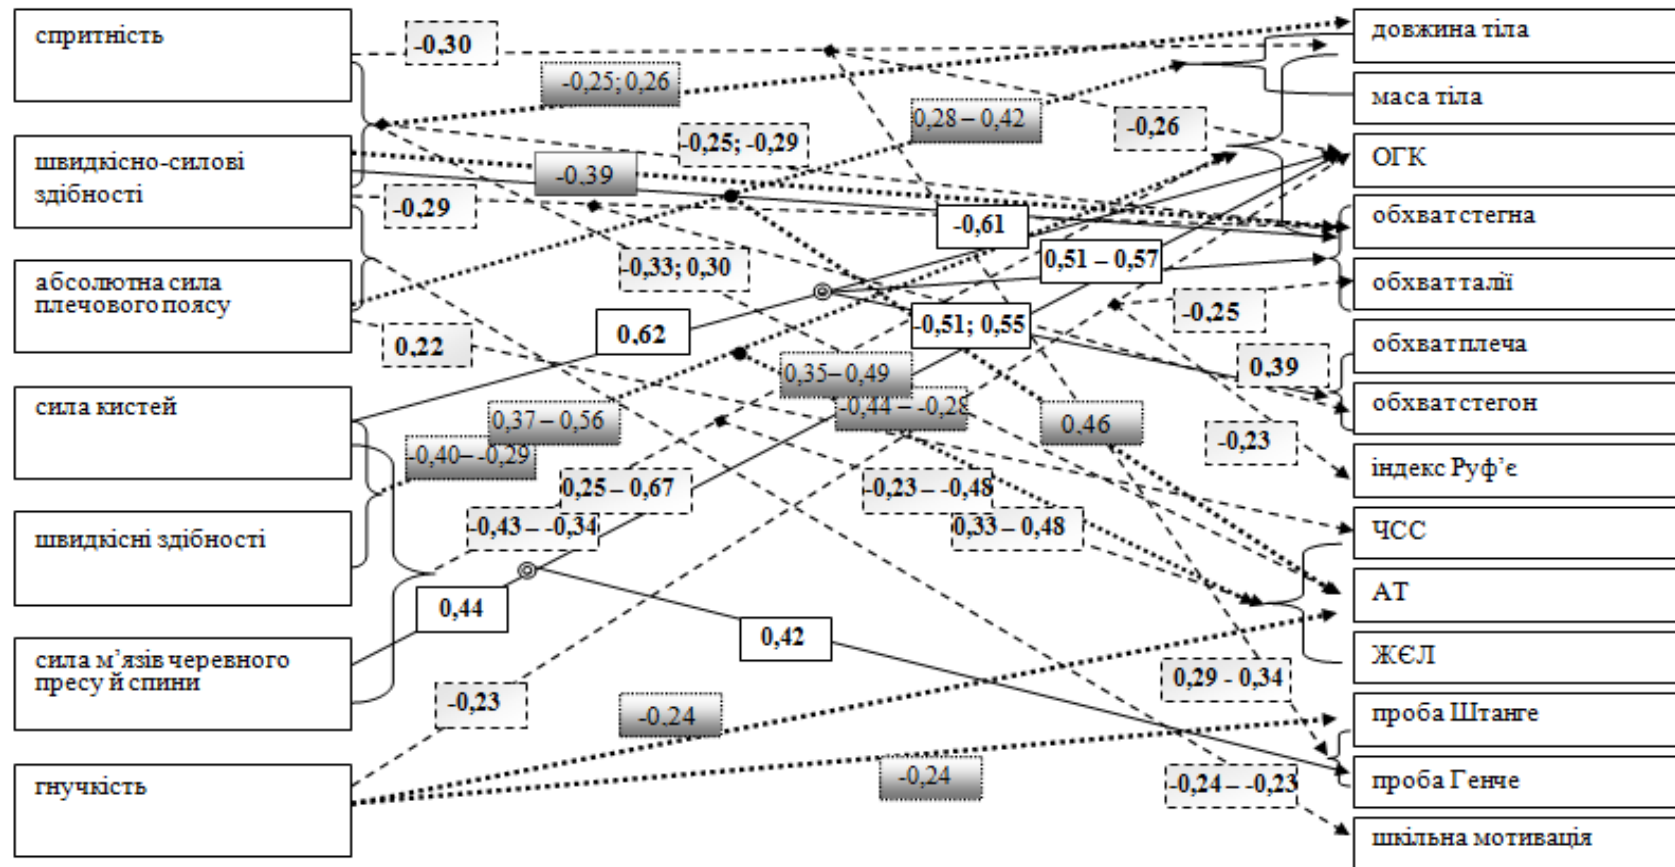 спритність
швидкісно-силові
здібності
абсолютна сила
плечового поясу
сила кистей
швидкісні здібності
сила м’язів черевного
пресу й спини
гнучкість
-0,30
-0,25; 0,26
0,28 – 0,42
-0,26
-0,25; -0,29
-0,39
-0,29
-0,61
-0,33; 0,30
0,51 – 0,57
-0,25
0,62
-0,51; 0,55
0,22
0,39
0,35– 0,49
-0,44 – -0,28
0,37 – 0,56
0,46
-0,23
-0,40– -0,29
0,25 – 0,67
-0,23 – -0,48
-0,43 – -0,34
0,33 – 0,48
0,44
0,42
0,29 - 0,34
-0,23
-0,24
-0,24
-0,24 – -0,23
довжина тіла
маса тіла
ОГК
обхват стегна
обхват талії
обхват плеча
обхват стегон
індекс Руф’є
ЧСС
АТ
ЖЄЛ
проба Штанге
проба Генче
шкільна мотивація